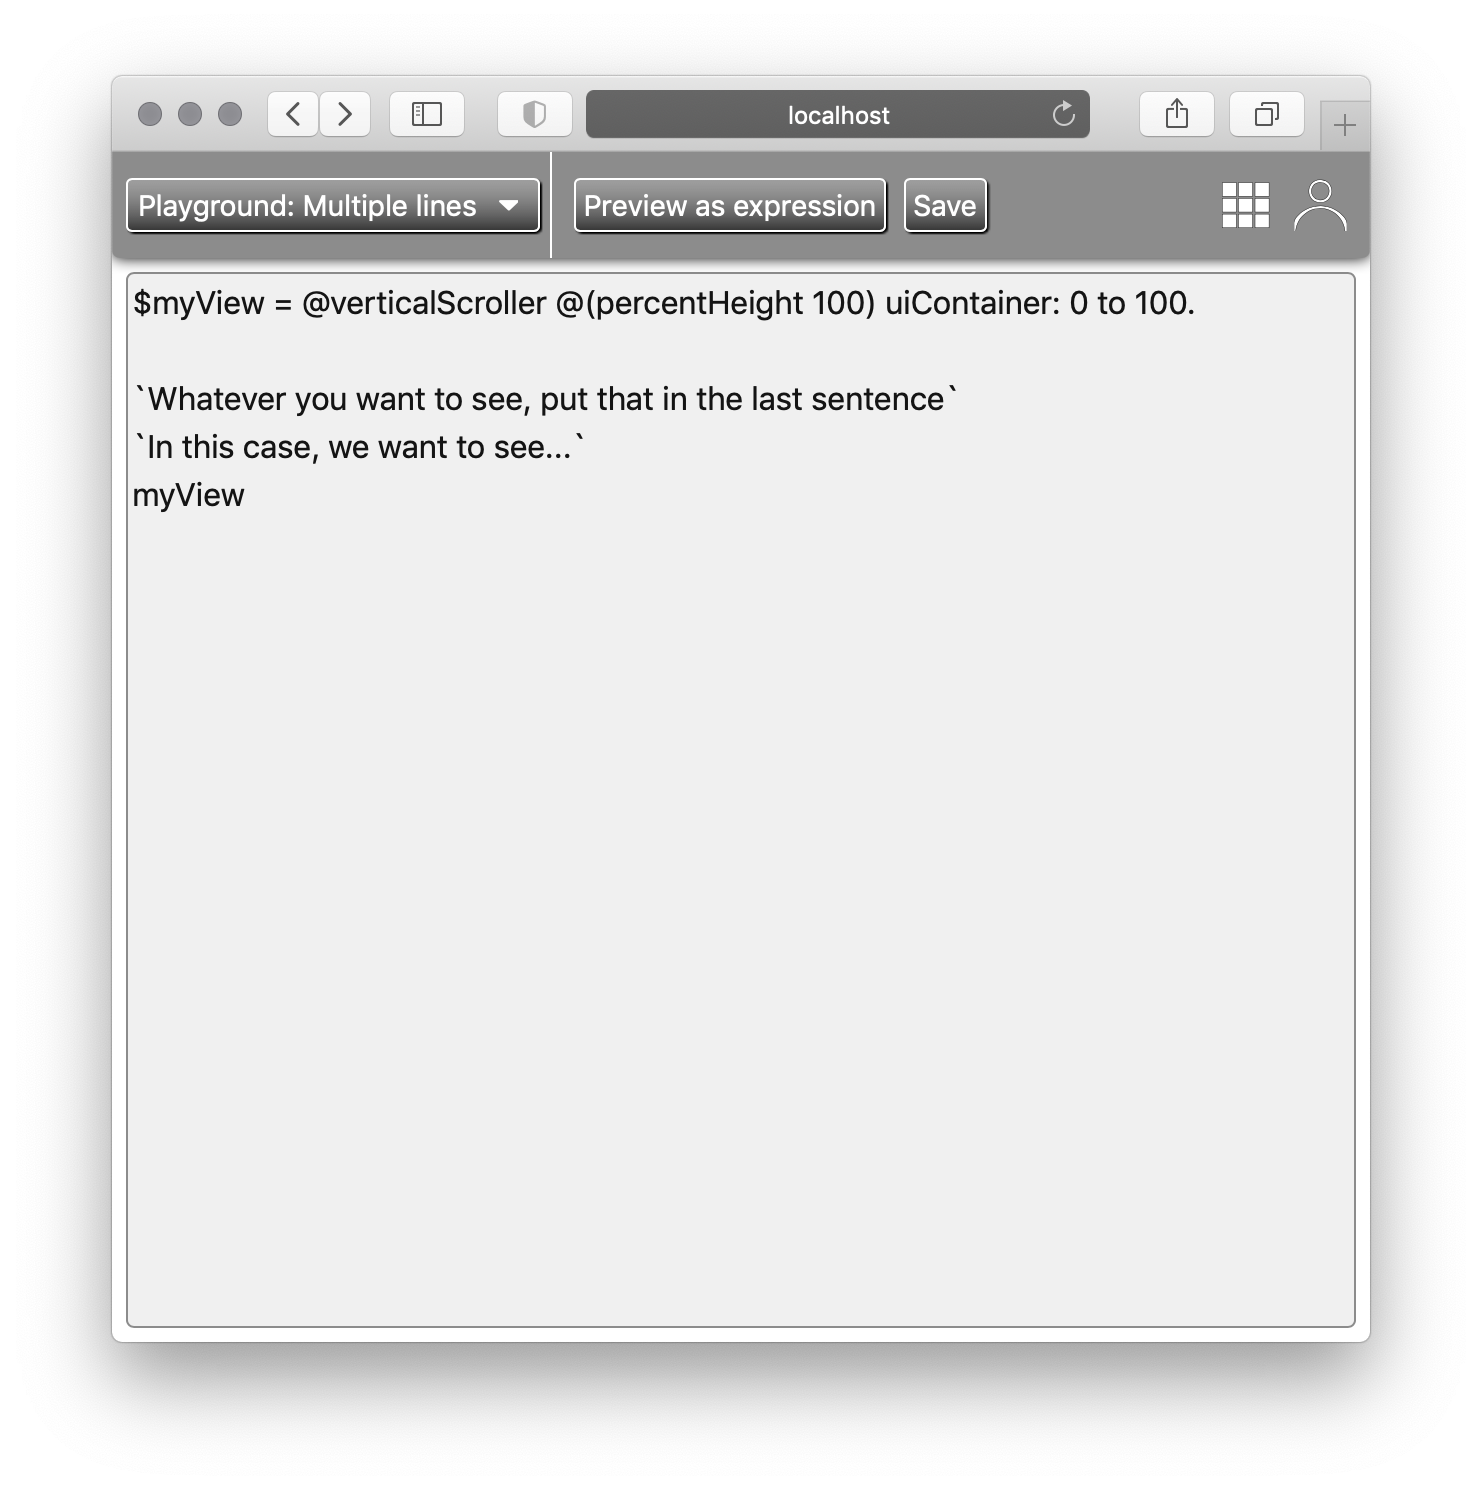 localhost
Playground: Multiple lines
Preview as expression
Save
$myView = @verticalScroller @(percentHeight 100) uiContainer: 0 to 100.
`Whatever you want to see, put that in the last sentence`
`In this case, we want to see...`
myView